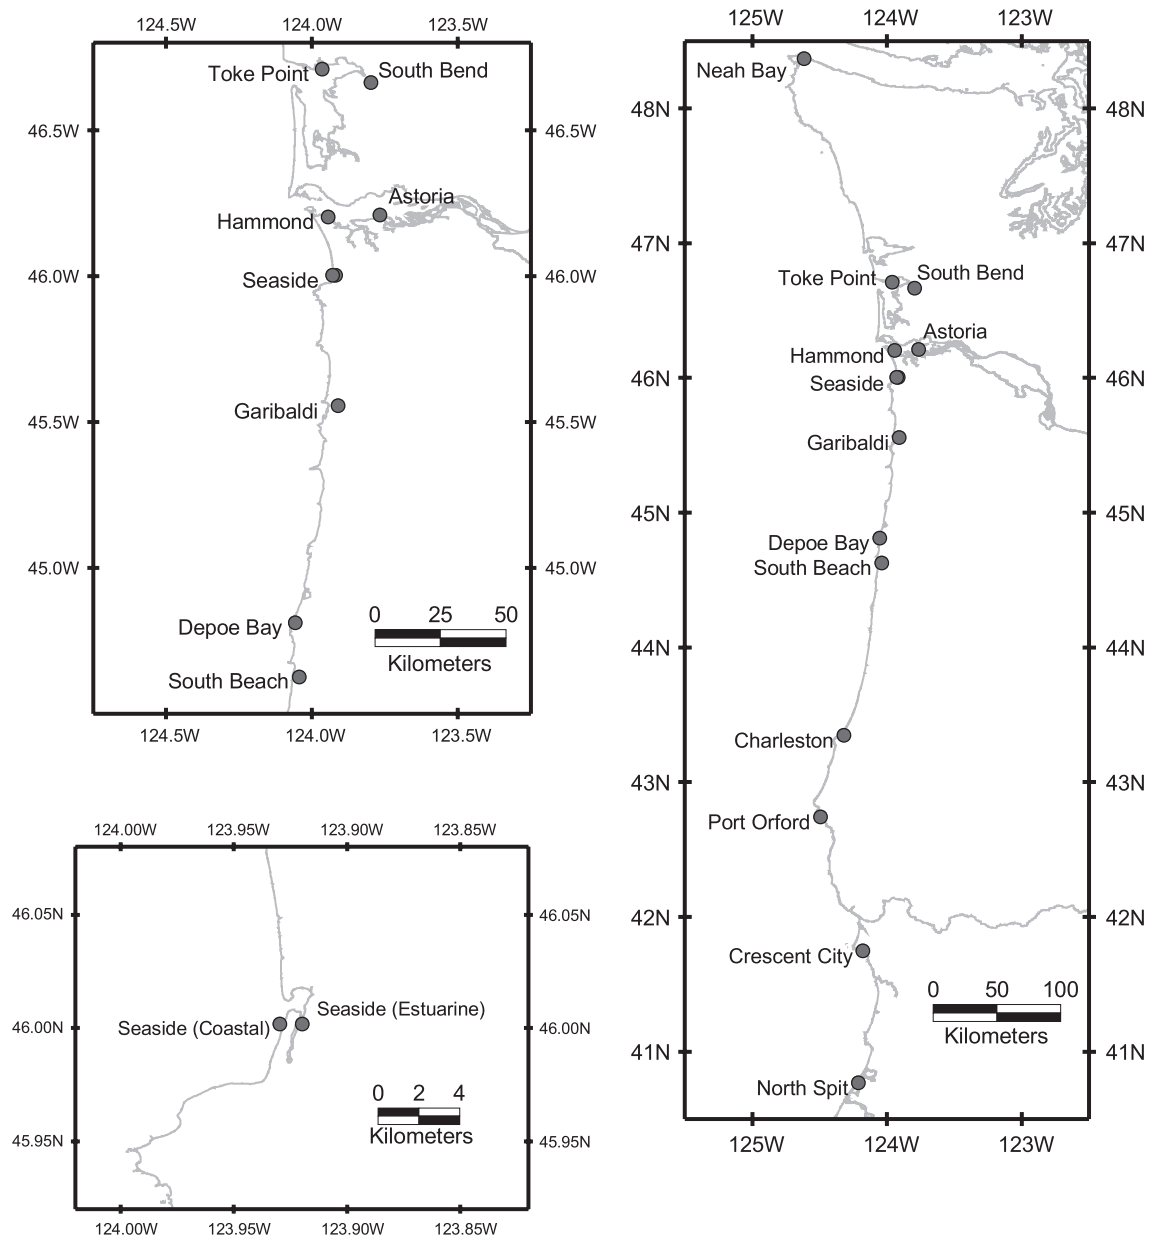 124.5W 124.0W 123.5W
Toke Point
South Bend
46.5W 46.5W
Astoria
Hammond
46.0W 46.0W
Seaside
Garibaldi
45.5W 45.5W
45.0W 45.0W
0 25 50
Kilometers
Depoe Bay
South Beach
124.5W 124.0W 123.5W
124.00W 123.95W 123.90W 123.85W
46.05N 46.05N
Seaside (Estuarine)
Seaside (Coastal)
46.00N 46.00N
0 2 4
Kilometers
45.95N 45.95N
124.00W 123.95W 123.90W 123.85W
125W 124W 123W
Neah Bay
48N 48N
47N 47N
Toke Point
South Bend
Astoria
Hammond
46N 46N
Seaside
Garibaldi
45N 45N
Depoe Bay
South Beach
44N 44N
Charleston
43N 43N
Port Orford
42N 42N
Crescent City
0 50 100
Kilometers
41N 41N
North Spit
125W 124W 123W